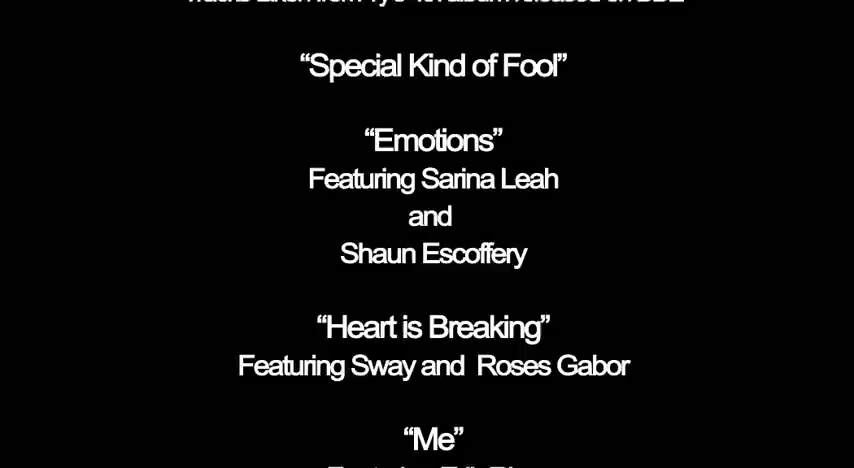 “Special Kind of Fool”
“Emotions”
Featuring Sarina Leah
and
Shaun Escoffery
“Heart is Breaking”
Featuring Sway and Roses Gabor
“Me”